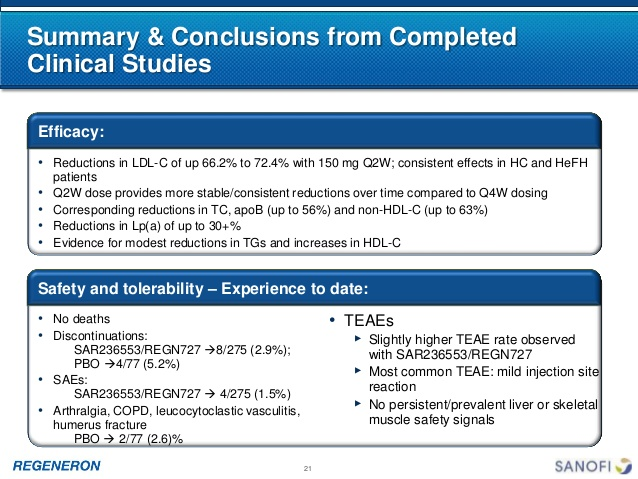 Summary & Conclusions from Completed
Clinical Studies
Efficacy:
• Reductions in LDL-C of up 66.2% to 72.4% with 150 mg Q2W; consistent effects in HC and HeFH
patients
• Q2W dose provides more stable/consistent reductions over time compared to Q4W dosing
• Corresponding reductions in TC, apoB (up to 56%) and non-HDL-C (up to 63%)
• Reductions in Lp(a) of up to 30+%
• Evidence for modest reductions in TGs and increases in HDL-C
Safety and tolerability – Experience to date:
• No deaths
• Discontinuations:
SAR236553/REGN727 →8/275 (2.9%);
PBO →4/77 (5.2%)
• SAEs:
SAR236553/REGN727 → 4/275 (1.5%)
• Arthralgia, COPD, leucocytoclastic vasculitis,
humerus fracture
PBO → 2/77 (2.6)%
• TEAEs
► Slightly higher TEAE rate observed
with SAR236553/REGN727
► Most common TEAE: mild injection site
reaction
► No persistent/prevalent liver or skeletal
muscle safety signals
REGENERON
21
SANOFI